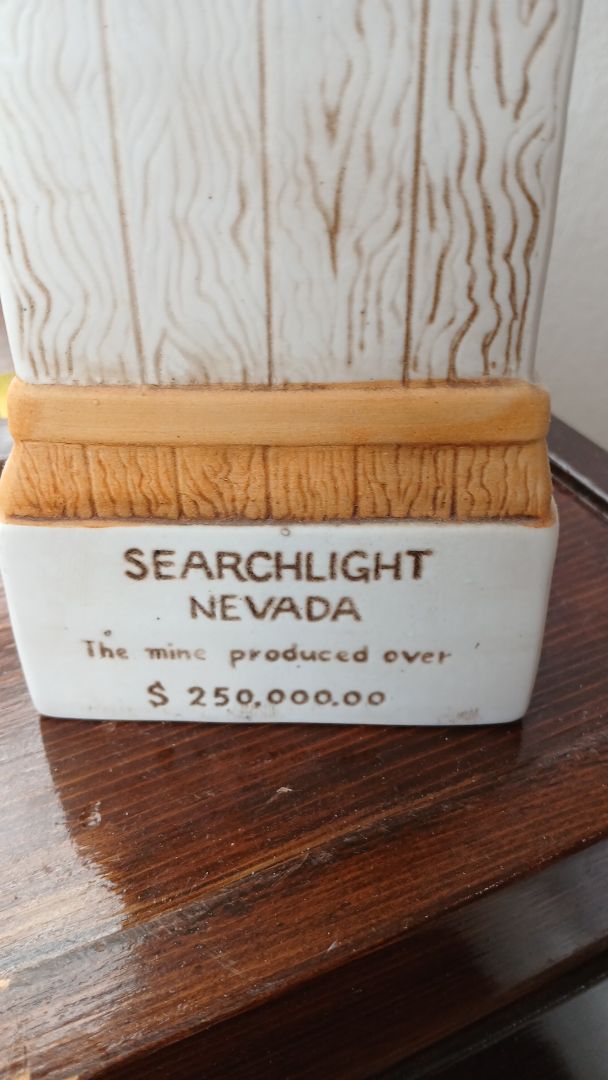 SEARCHLIGHT
NEVADA
The mine produced over
$ 250,000.00